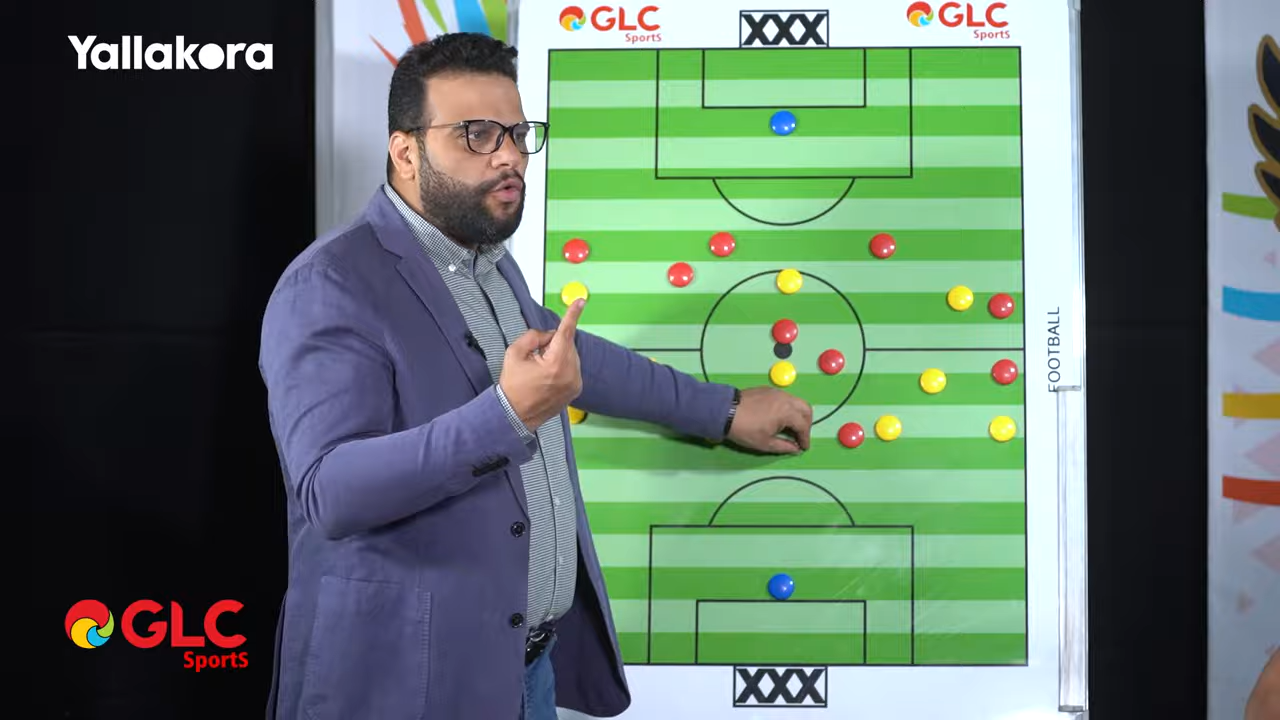 Yallakora
GLC
Sports
XXX
GLC
Sports
FOOTBALL
GLC
Sports
XXX